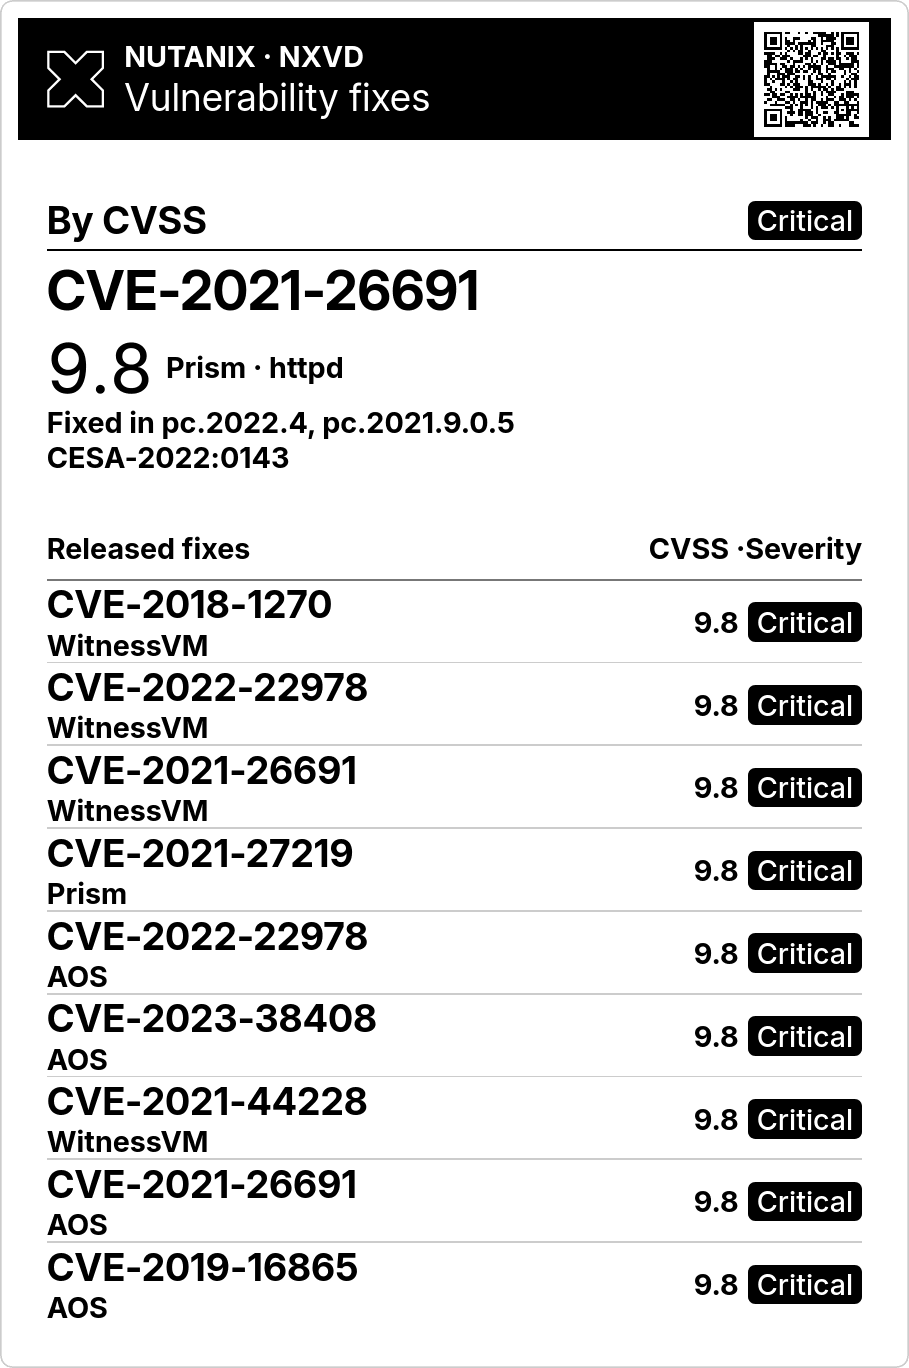 NUTANIX · NXVD
Vulnerability fixes
By CVSS Critical
CVE-2021-26691
9.8 Prism · httpd
Fixed in pc.2022.4, pc.2021.9.0.5
CESA-2022:0143
Released fixes CVSS ·Severity
CVE-2018-1270
WitnessVM
9.8 Critical
CVE-2022-22978
WitnessVM
9.8 Critical
CVE-2021-26691
WitnessVM
9.8 Critical
CVE-2021-27219
Prism
9.8 Critical
CVE-2022-22978
AOS
9.8 Critical
CVE-2023-38408
AOS
9.8 Critical
CVE-2021-44228
WitnessVM
9.8 Critical
CVE-2021-26691
AOS
9.8 Critical
CVE-2019-16865
AOS
9.8 Critical